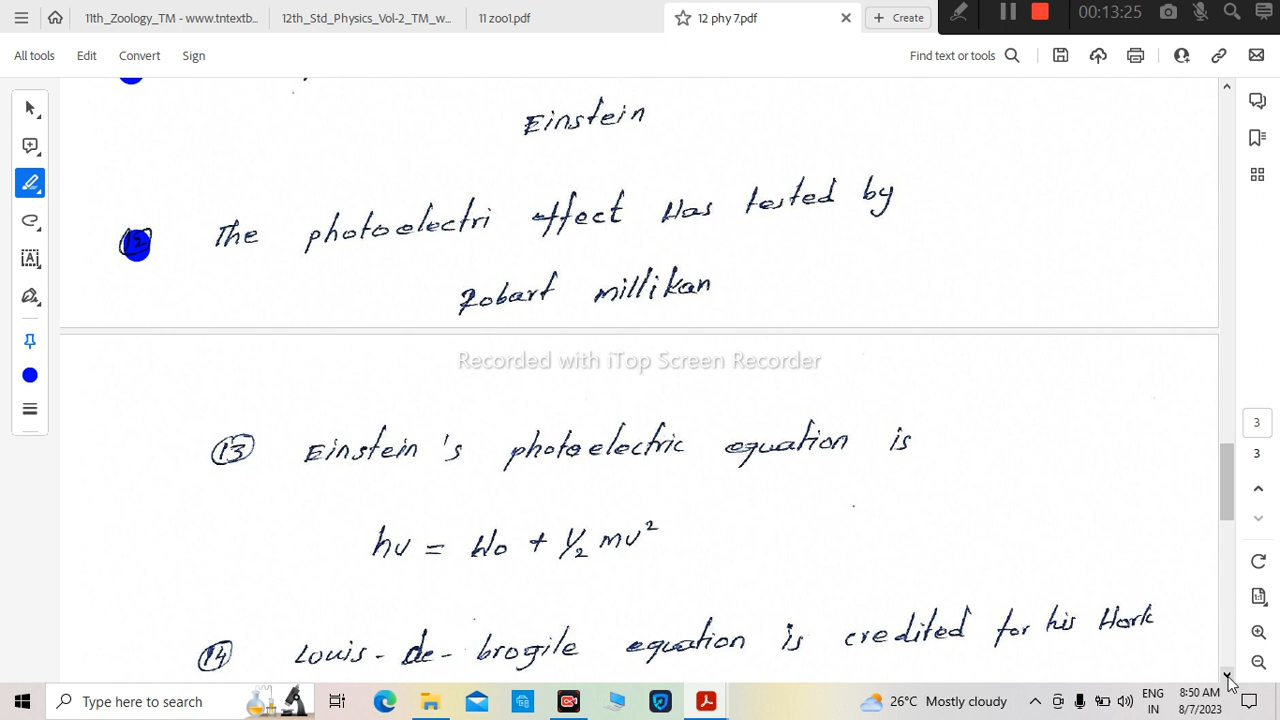 11th_Zoology_TM - www.tntextb... 12th_Std_Physics_Vol-2_TM_w... 11 zoo1.pdf 12 phy 7.pdf Create 00:13:25
All tools Edit Convert Sign Find text or tools
Einstein
12 The photoelectri effect was tested by
Robart millikan
Recorded with iTop Screen Recorder
13 Einstein's photoelectric equation is
hν = Wo + 1/2 mv²
14 Louis-de-brogile equation is credited for his Work
3
3
Type here to search 26°C Mostly cloudy ENG IN 8:50 AM 8/7/2023